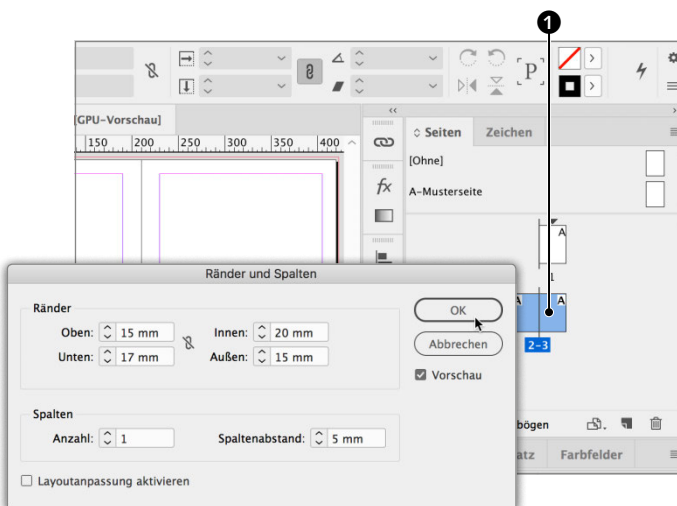 1
P
[GPU-Vorschau]
150 200 250 300 350 400
Seiten Zeichen
[Ohne]
fx
A-Musterseite
A
1
A A
2-3
Ränder und Spalten
Ränder
Oben: 15 mm Innen: 20 mm
Unten: 17 mm Außen: 15 mm
OK
Abbrechen
Vorschau
Spalten
Anzahl: 1 Spaltenabstand: 5 mm
Layoutanpassung aktivieren
bögen
atz Farbfelder